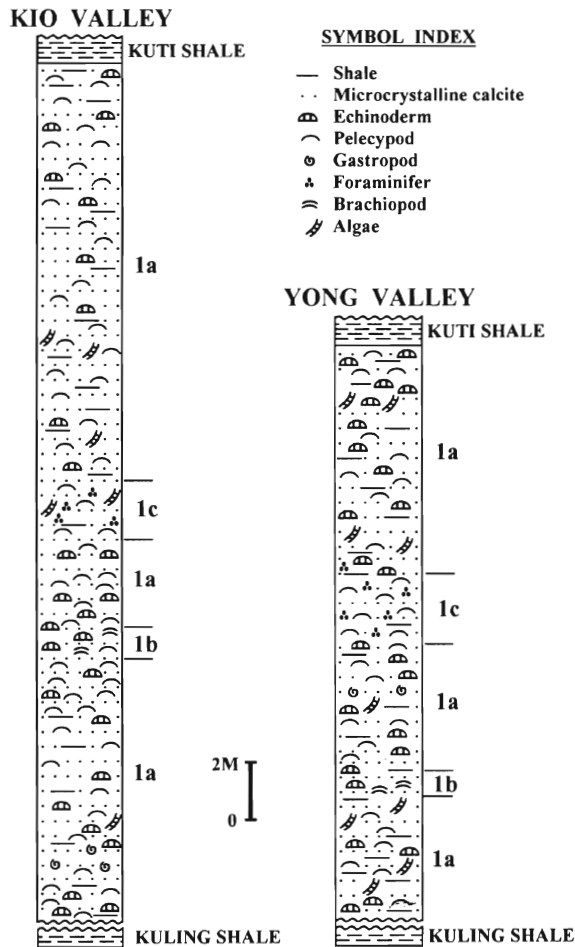 KIO VALLEY
KUTI SHALE
1a
1c
1a
1b
1a
KULING SHALE
SYMBOL INDEX
Shale
Microcrystalline calcite
Echinoderm
Pelecypod
Gastropod
Foraminifer
Brachiopod
Algae
2M
0
YONG VALLEY
KUTI SHALE
1a
1c
1a
1b
1a
KULING SHALE